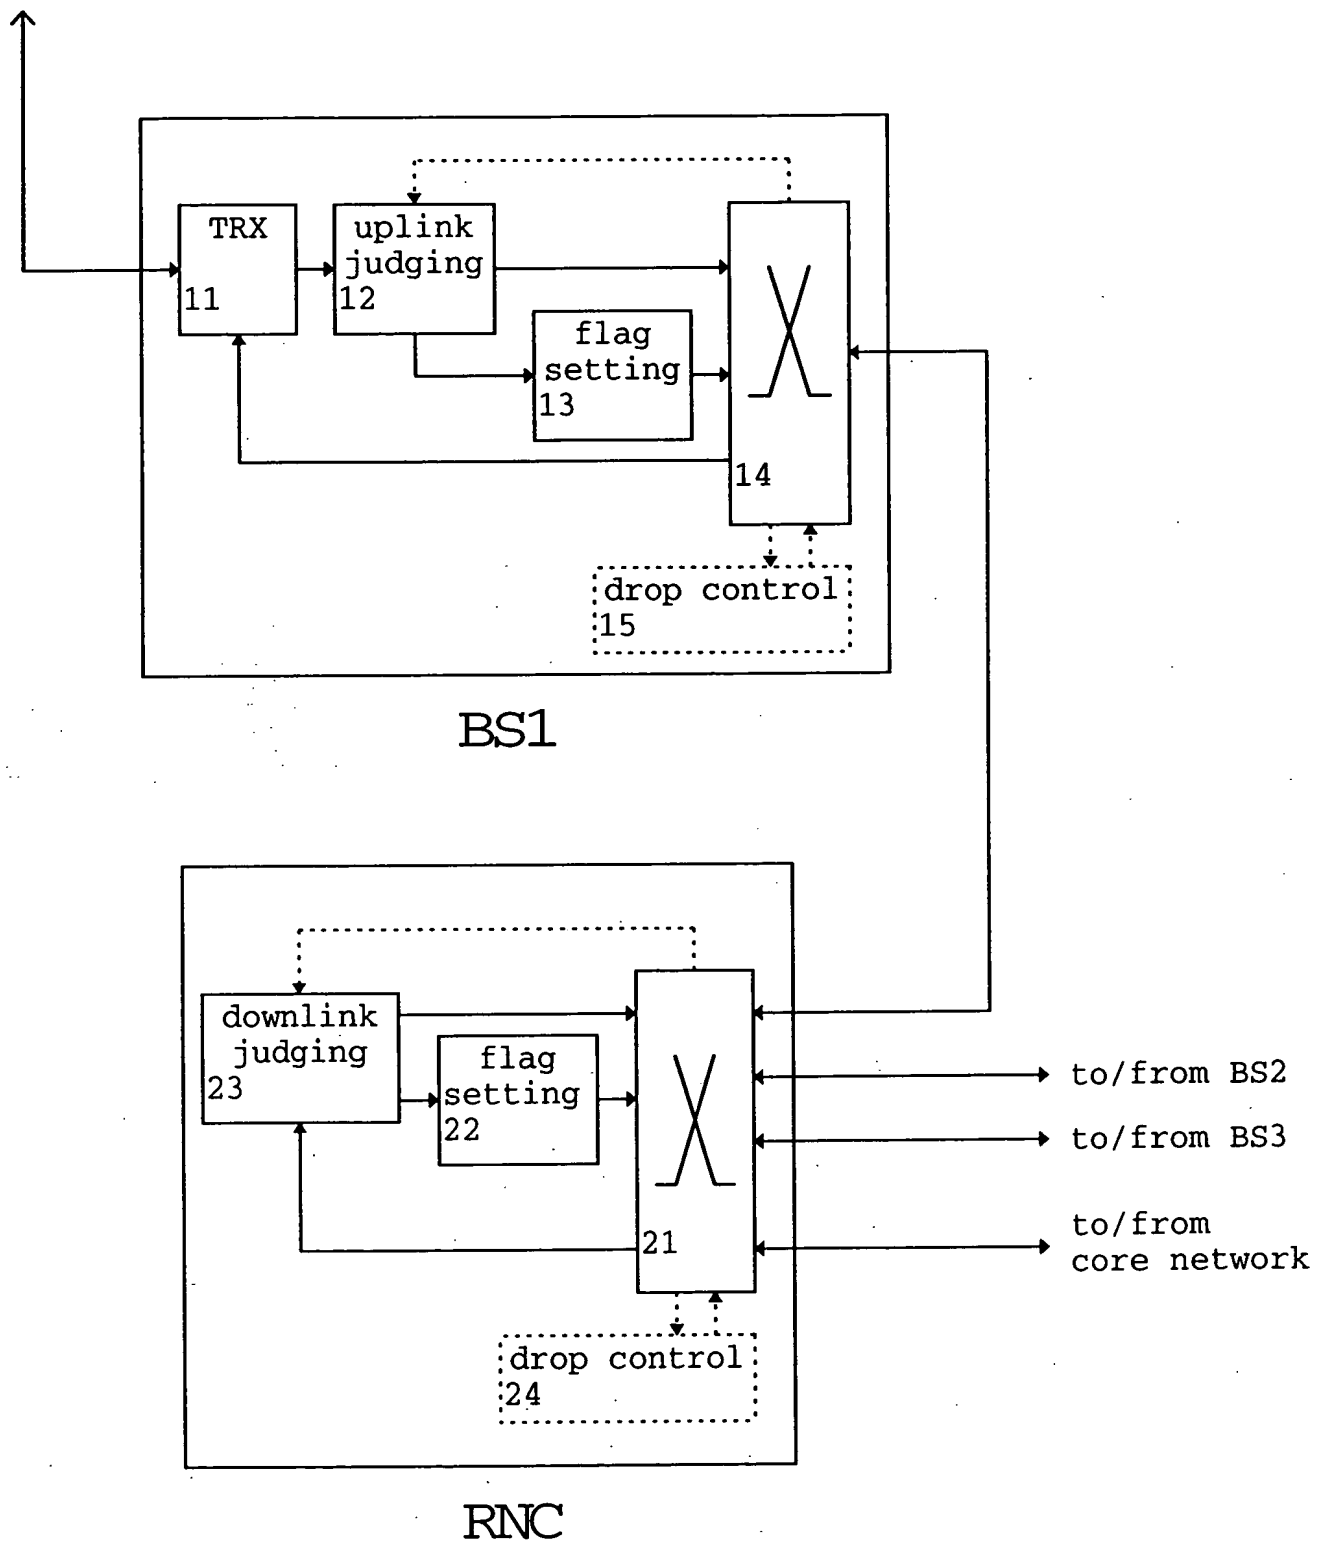 TRX
11
uplink
judging
12
flag
setting
13
14
drop control
15
BS1
downlink
judging
23
flag
setting
22
21
drop control
24
to/from BS2
to/from BS3
to/from
core network
RNC